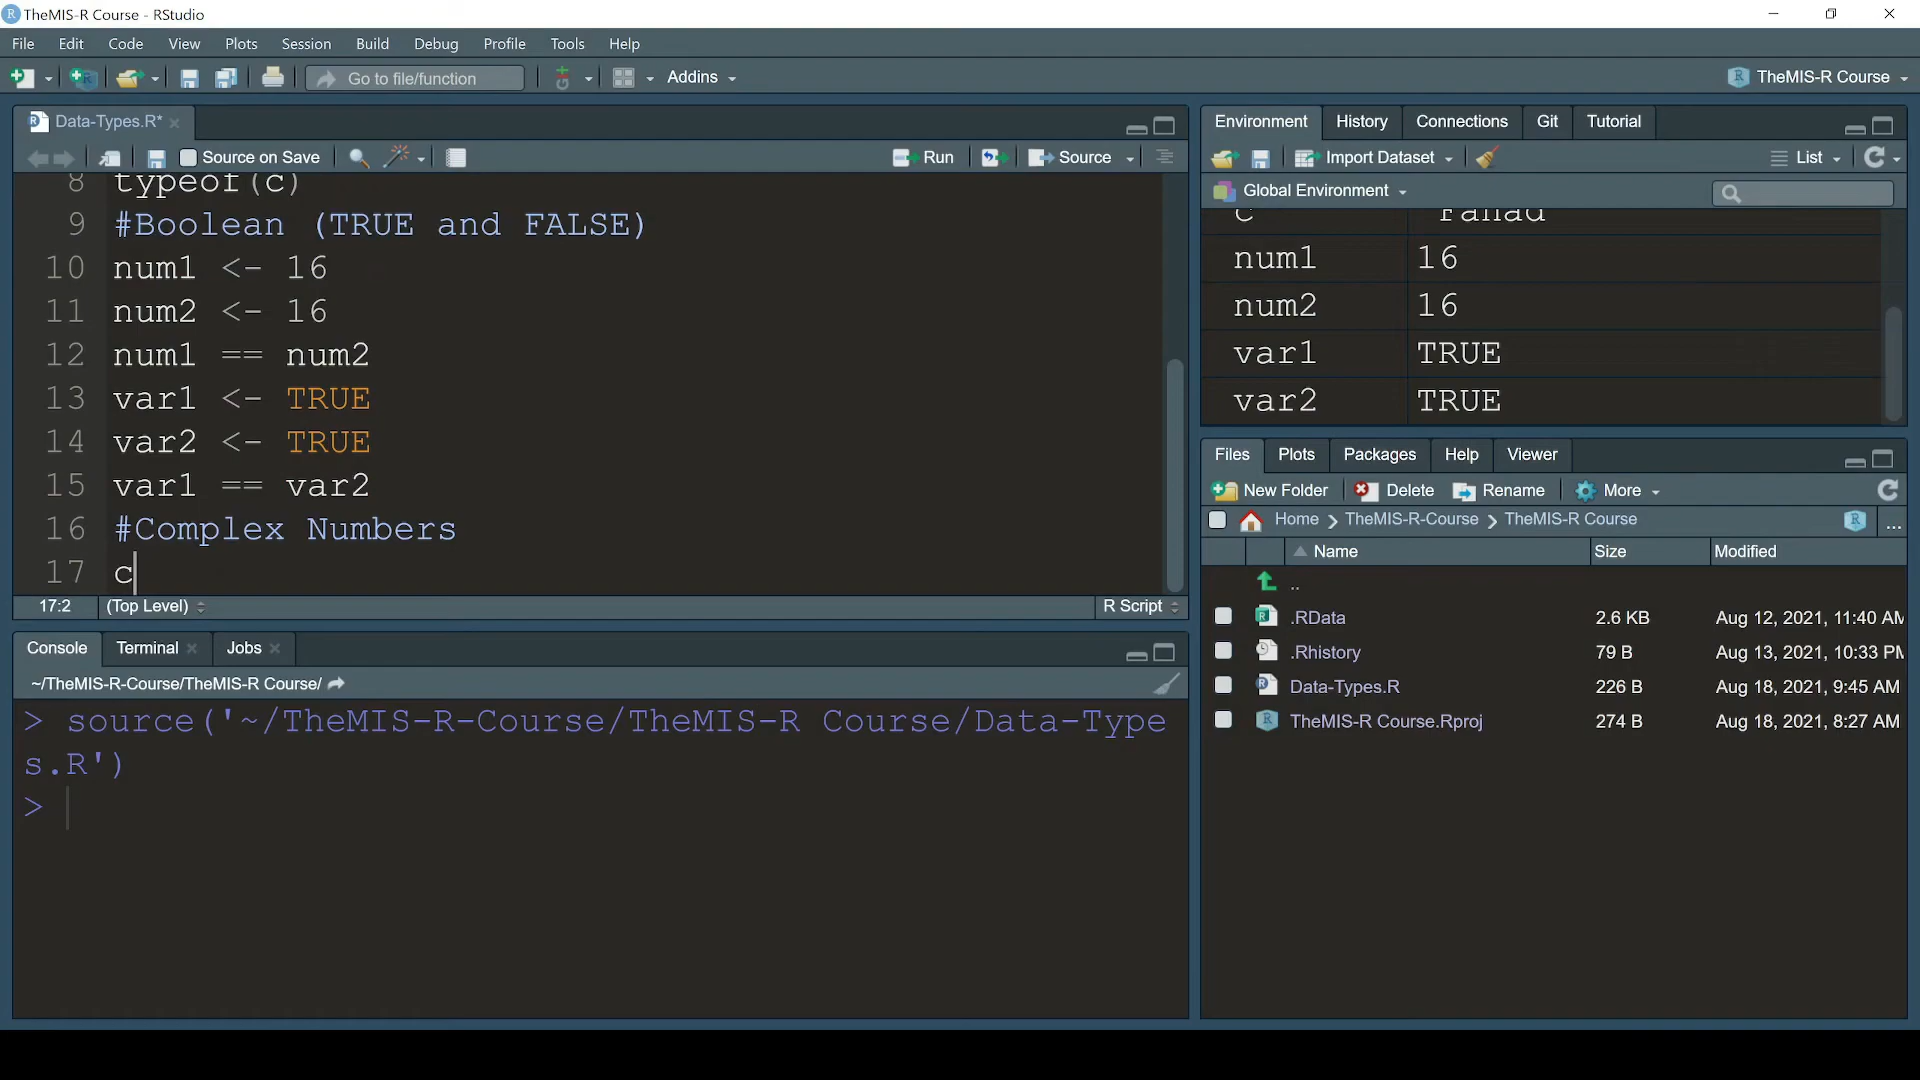 TheMIS-R Course - RStudio
File Edit Code View Plots Session Build Debug Profile Tools Help
Go to file/function
Addins
TheMIS-R Course
Data-Types.R*
Source on Save
Run
Source
8 typeof(c)
9 #Boolean (TRUE and FALSE)
10 num1 <- 16
11 num2 <- 16
12 num1 == num2
13 var1 <- TRUE
14 var2 <- TRUE
15 var1 == var2
16 #Complex Numbers
17 c
17:2 (Top Level) R Script
Console Terminal Jobs
~/TheMIS-R-Course/TheMIS-R Course/
> source('~/TheMIS-R-Course/TheMIS-R Course/Data-Type
s.R')
>
Environment History Connections Git Tutorial
Import Dataset List
Global Environment
c "Fahad"
num1 16
num2 16
var1 TRUE
var2 TRUE
Files Plots Packages Help Viewer
New Folder Delete Rename More
Home TheMIS-R-Course TheMIS-R Course ...
Name Size Modified
..
.RData 2.6 KB Aug 12, 2021, 11:40 AM
.Rhistory 79 B Aug 13, 2021, 10:33 PM
Data-Types.R 226 B Aug 18, 2021, 9:45 AM
TheMIS-R Course.Rproj 274 B Aug 18, 2021, 8:27 AM